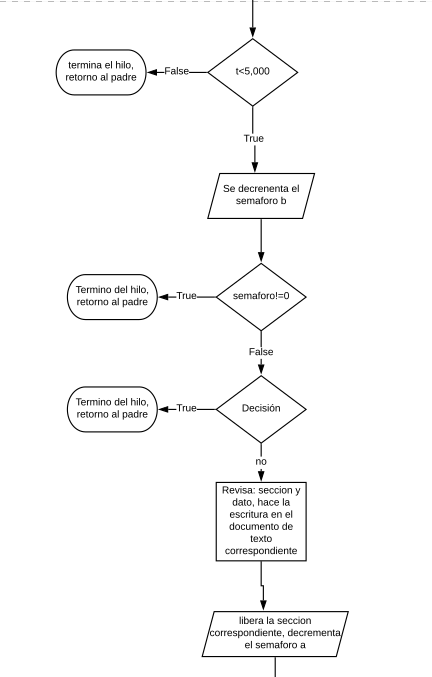 t<5,000
termina el hilo,
retorno al padre
False
True
Se decrenenta el
semaforo b
Termino del hilo,
retorno al padre
True
semaforo!=0
False
Termino del hilo,
retorno al padre
True
Decisión
no
Revisa: seccion y
dato, hace la
escritura en el
documento de
texto
correspondiente
libera la seccion
correspondiente, decrementa
el semaforo a